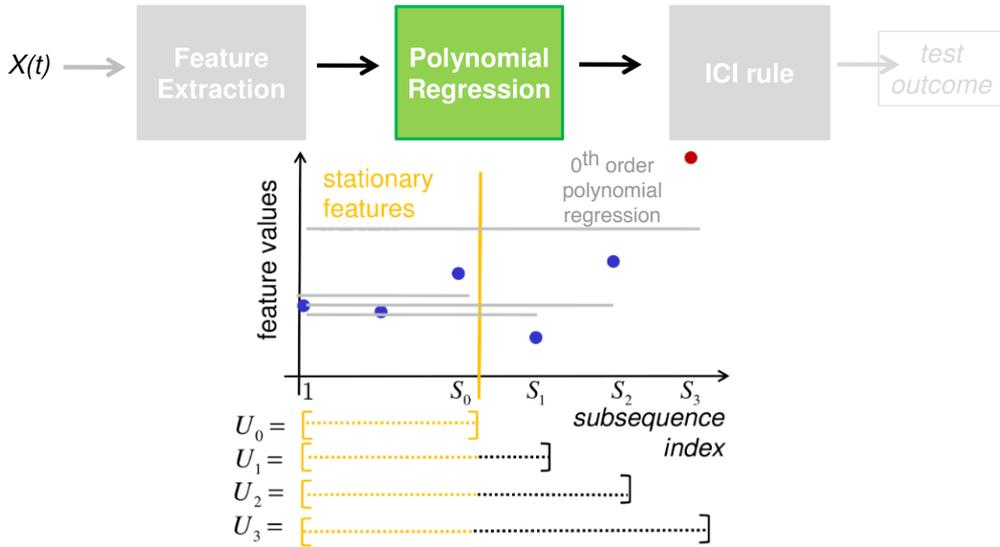 X(t)
Feature
Extraction
Polynomial
Regression
ICI rule
test
outcome
feature values
stationary
features
0th order
polynomial
regression
1
S0
S1
S2
S3
subsequence
index
U0 =
U1 =
U2 =
U3 =